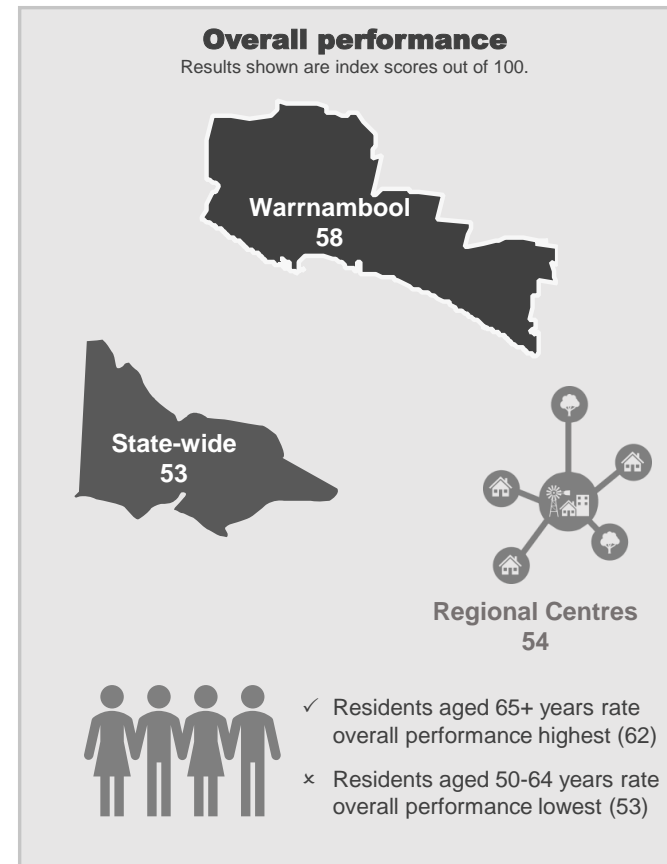 Overall performance
Results shown are index scores out of 100.
Warrnambool
58
State-wide
53
Regional Centres
54
✓ Residents aged 65+ years rate
overall performance highest (62)
× Residents aged 50-64 years rate
overall performance lowest (53)